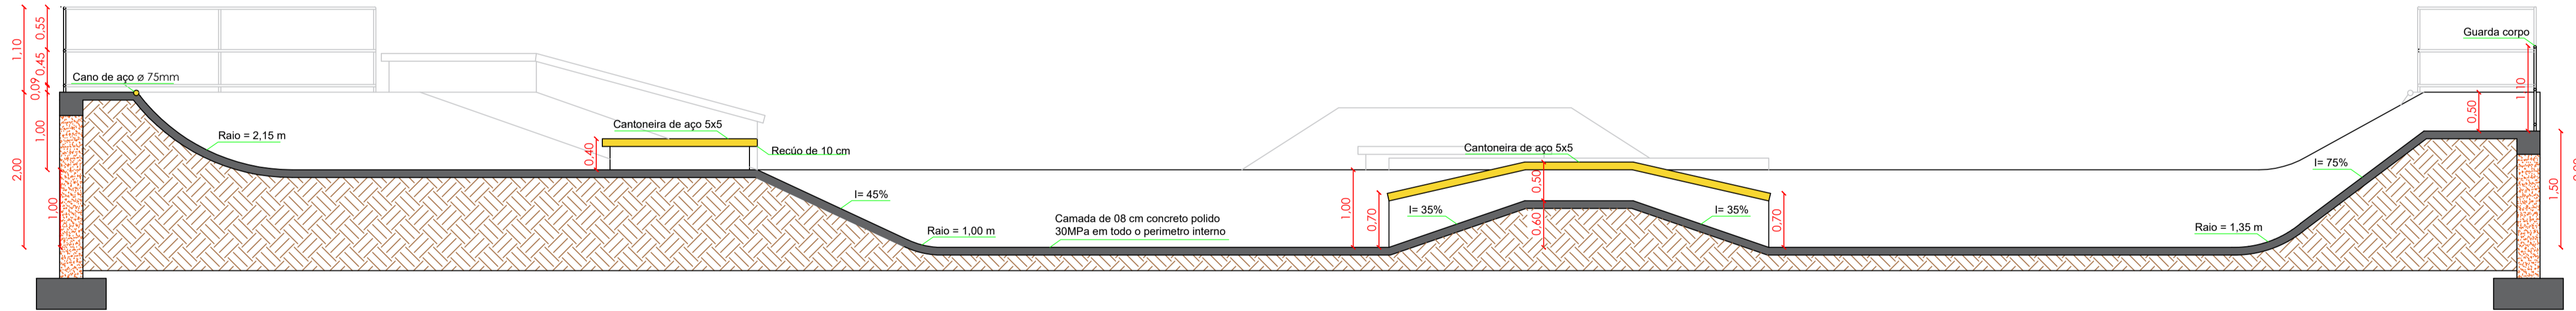 1,10
0,55
0,45
0,09
1,00
2,00
1,00
Cano de aço ø 75mm
Raio = 2,15 m
Cantoneira de aço 5x5
0,40
Recúo de 10 cm
I= 45%
Raio = 1,00 m
Camada de 08 cm concreto polido
30MPa em todo o perimetro interno
1,00
0,70
I= 35%
Cantoneira de aço 5x5
0,50
0,60
I= 35%
0,70
Raio = 1,35 m
I= 75%
Guarda corpo
1,10
0,50
1,50